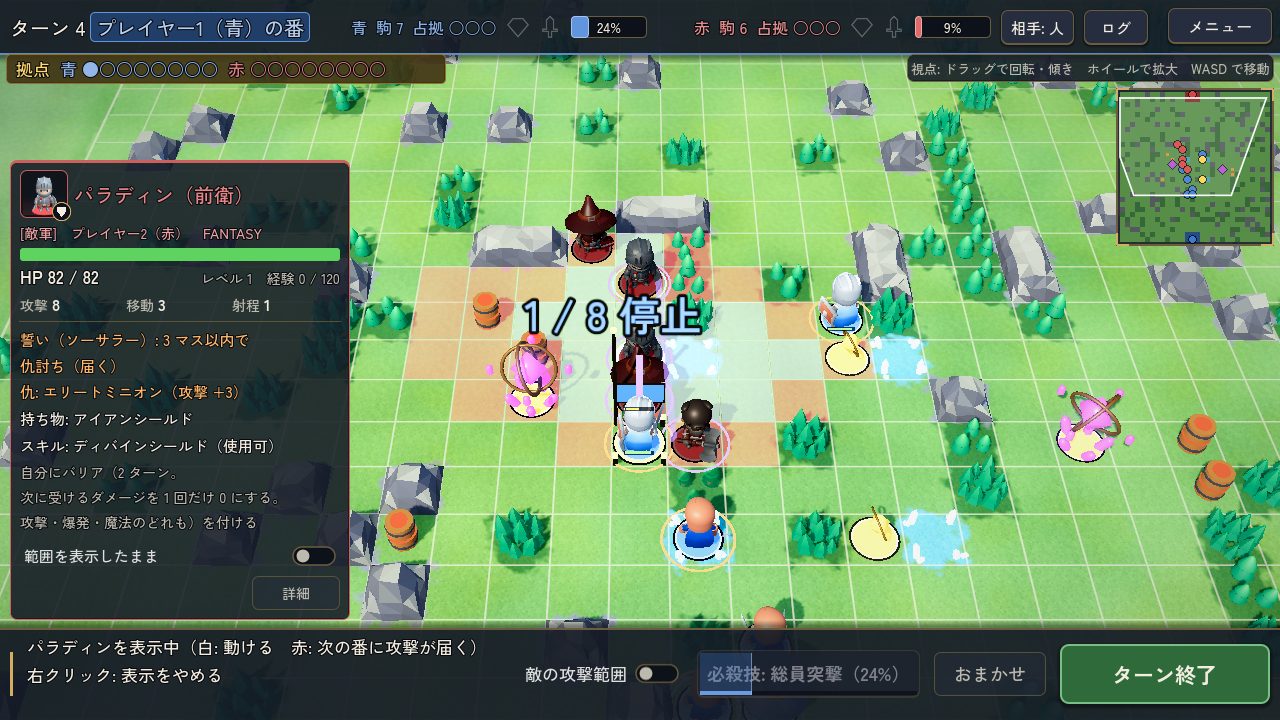 ターン 4 プレイヤー1（青）の番 青 駒 7 占拠 〇〇〇 24% 赤 駒 6 占拠 〇〇〇 9% 相手: 人 ログ メニュー
拠点 青 赤
視点: ドラッグで回転・傾き ホイールで拡大 WASD で移動
パラディン（前衛）
[敵軍] プレイヤー2（赤） FANTASY
HP 82 / 82 レベル 1 経験 0 / 120
攻撃 8 移動 3 射程 1
誓い（ソーサラー）: 3 マス以内で
仇討ち（届く）
仇: エリートミニオン（攻撃 +3）
持ち物: アイアンシールド
スキル: ディバインシールド（使用可）
自分にバリア（2 ターン。
次に受けるダメージを 1 回だけ 0 にする。
攻撃・爆発・魔法のどれも）を付ける
範囲を表示したまま
詳細
1 / 8 停止
パラディンを表示中（白: 動ける 赤: 次の番に攻撃が届く）
右クリック: 表示をやめる
敵の攻撃範囲
必殺技: 総員突撃（24%）
おまかせ
ターン終了